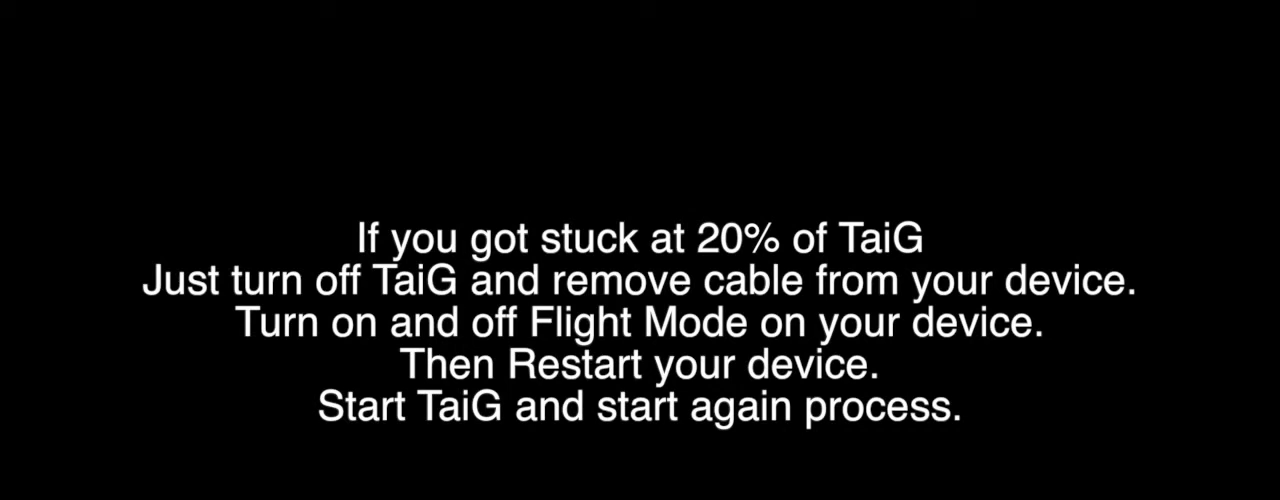 If you got stuck at 20% of TaiG
Just turn off TaiG and remove cable from your device.
Turn on and off Flight Mode on your device.
Then Restart your device.
Start TaiG and start again process.